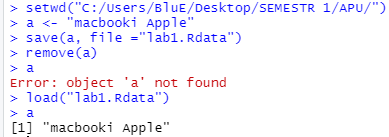 > setwd("C:/Users/BluE/Desktop/SEMESTR 1/APU/")
> a <- "macbooki Apple"
> save(a, file ="lab1.Rdata")
> remove(a)
> a
Error: object 'a' not found
> load("lab1.Rdata")
> a
[1] "macbooki Apple"